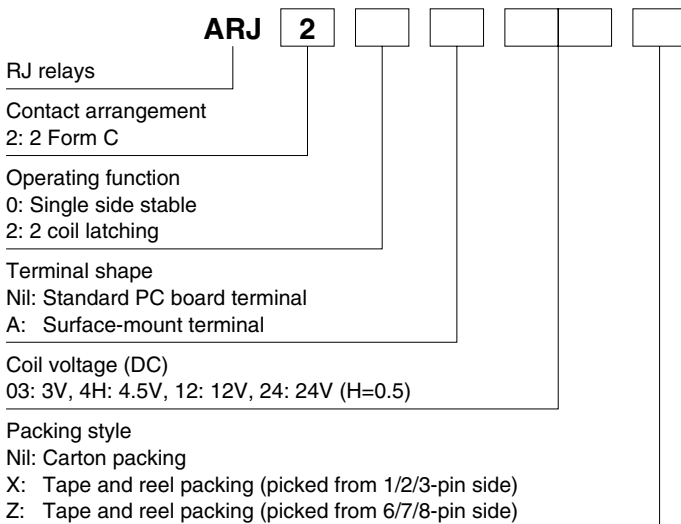 ARJ 2
RJ relays
Contact arrangement
2: 2 Form C
Operating function
0: Single side stable
2: 2 coil latching
Terminal shape
Nil: Standard PC board terminal
A: Surface-mount terminal
Coil voltage (DC)
03: 3V, 4H: 4.5V, 12: 12V, 24: 24V (H=0.5)
Packing style
Nil: Carton packing
X: Tape and reel packing (picked from 1/2/3-pin side)
Z: Tape and reel packing (picked from 6/7/8-pin side)